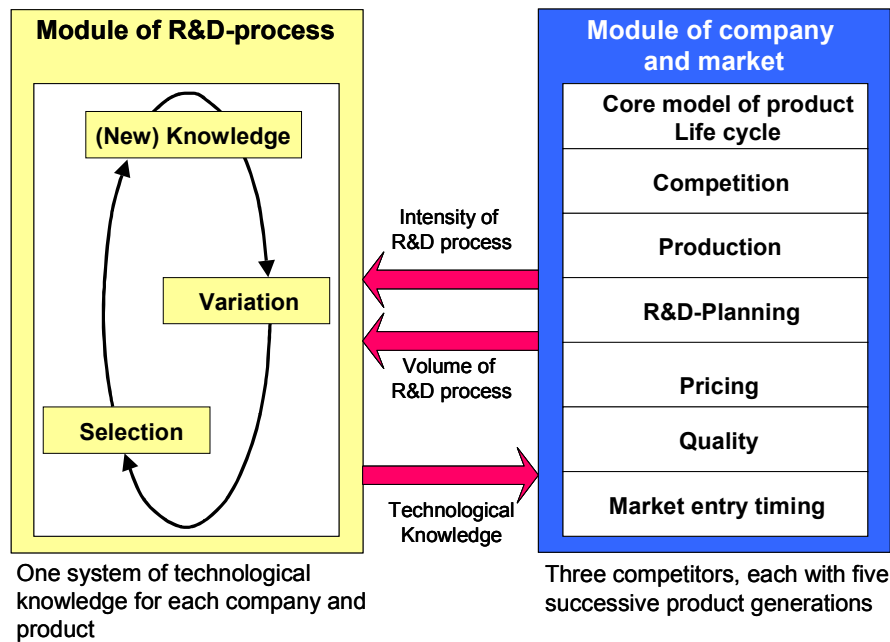 Module of R&D-process
(New) Knowledge
Variation
Selection
One system of technological
knowledge for each company and
product
Intensity of
R&D process
Volume of
R&D process
Technological
Knowledge
Module of company
and market
Core model of product
Life cycle
Competition
Production
R&D-Planning
Pricing
Quality
Market entry timing
Three competitors, each with five
successive product generations